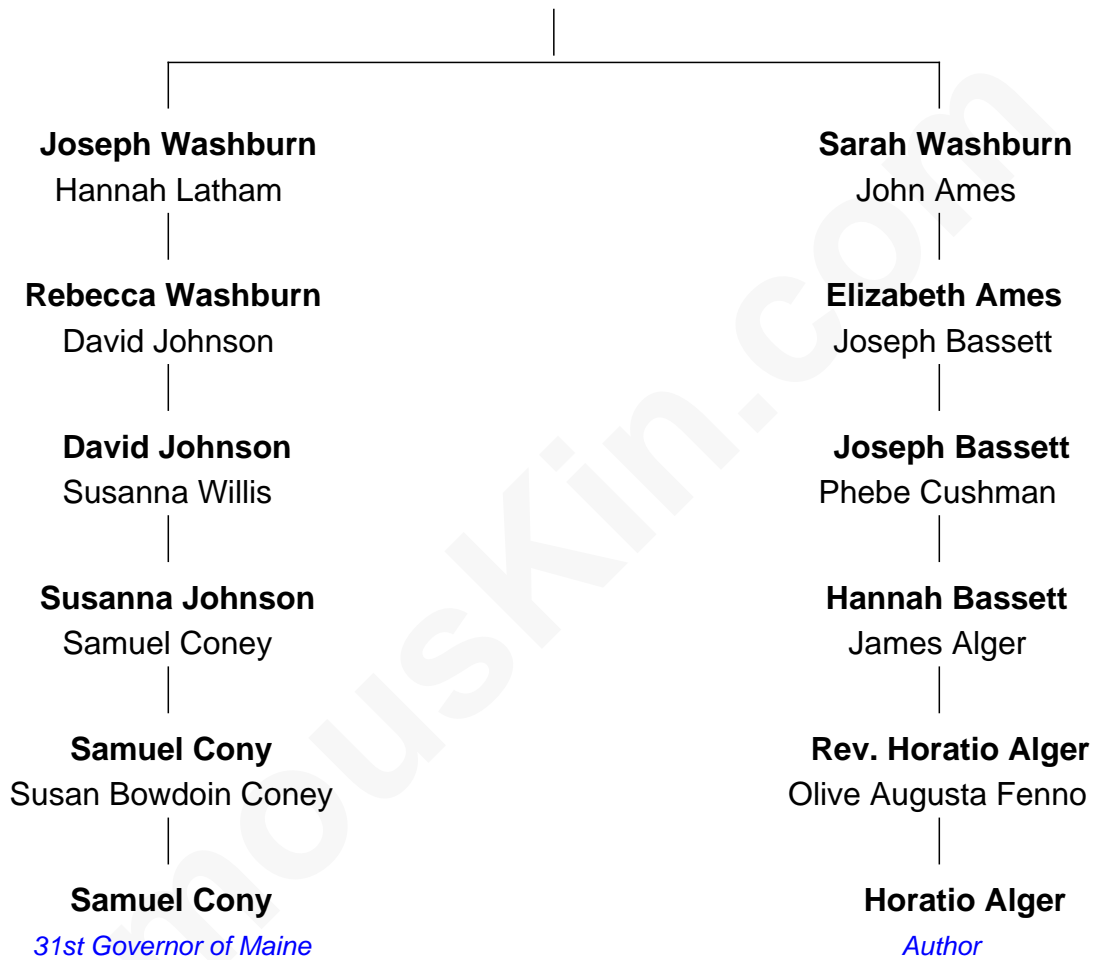 Joseph Washburn
Hannah Latham
Sarah Washburn
John Ames
Rebecca Washburn
David Johnson
Elizabeth Ames
Joseph Bassett
David Johnson
Susanna Willis
Joseph Bassett
Phebe Cushman
Susanna Johnson
Samuel Coney
Hannah Bassett
James Alger
Samuel Cony
Susan Bowdoin Coney
Rev. Horatio Alger
Olive Augusta Fenno
Samuel Cony
31st Governor of Maine
Horatio Alger
Author
mousKin.com